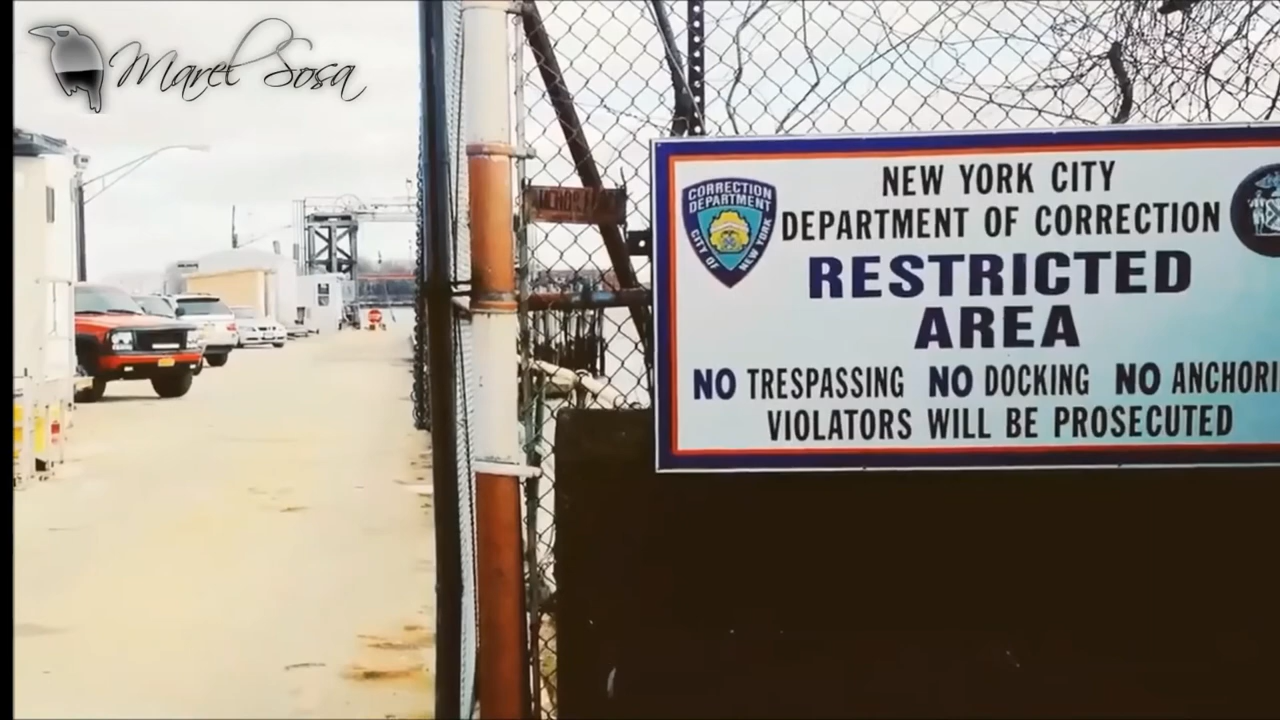 Marel Sosa
NEW YORK CITY
DEPARTMENT OF CORRECTION
RESTRICTED
AREA
NO TRESPASSING NO DOCKING NO ANCHORI
VIOLATORS WILL BE PROSECUTED
CORRECTION
DEPARTMENT
CITY OF NEW YORK